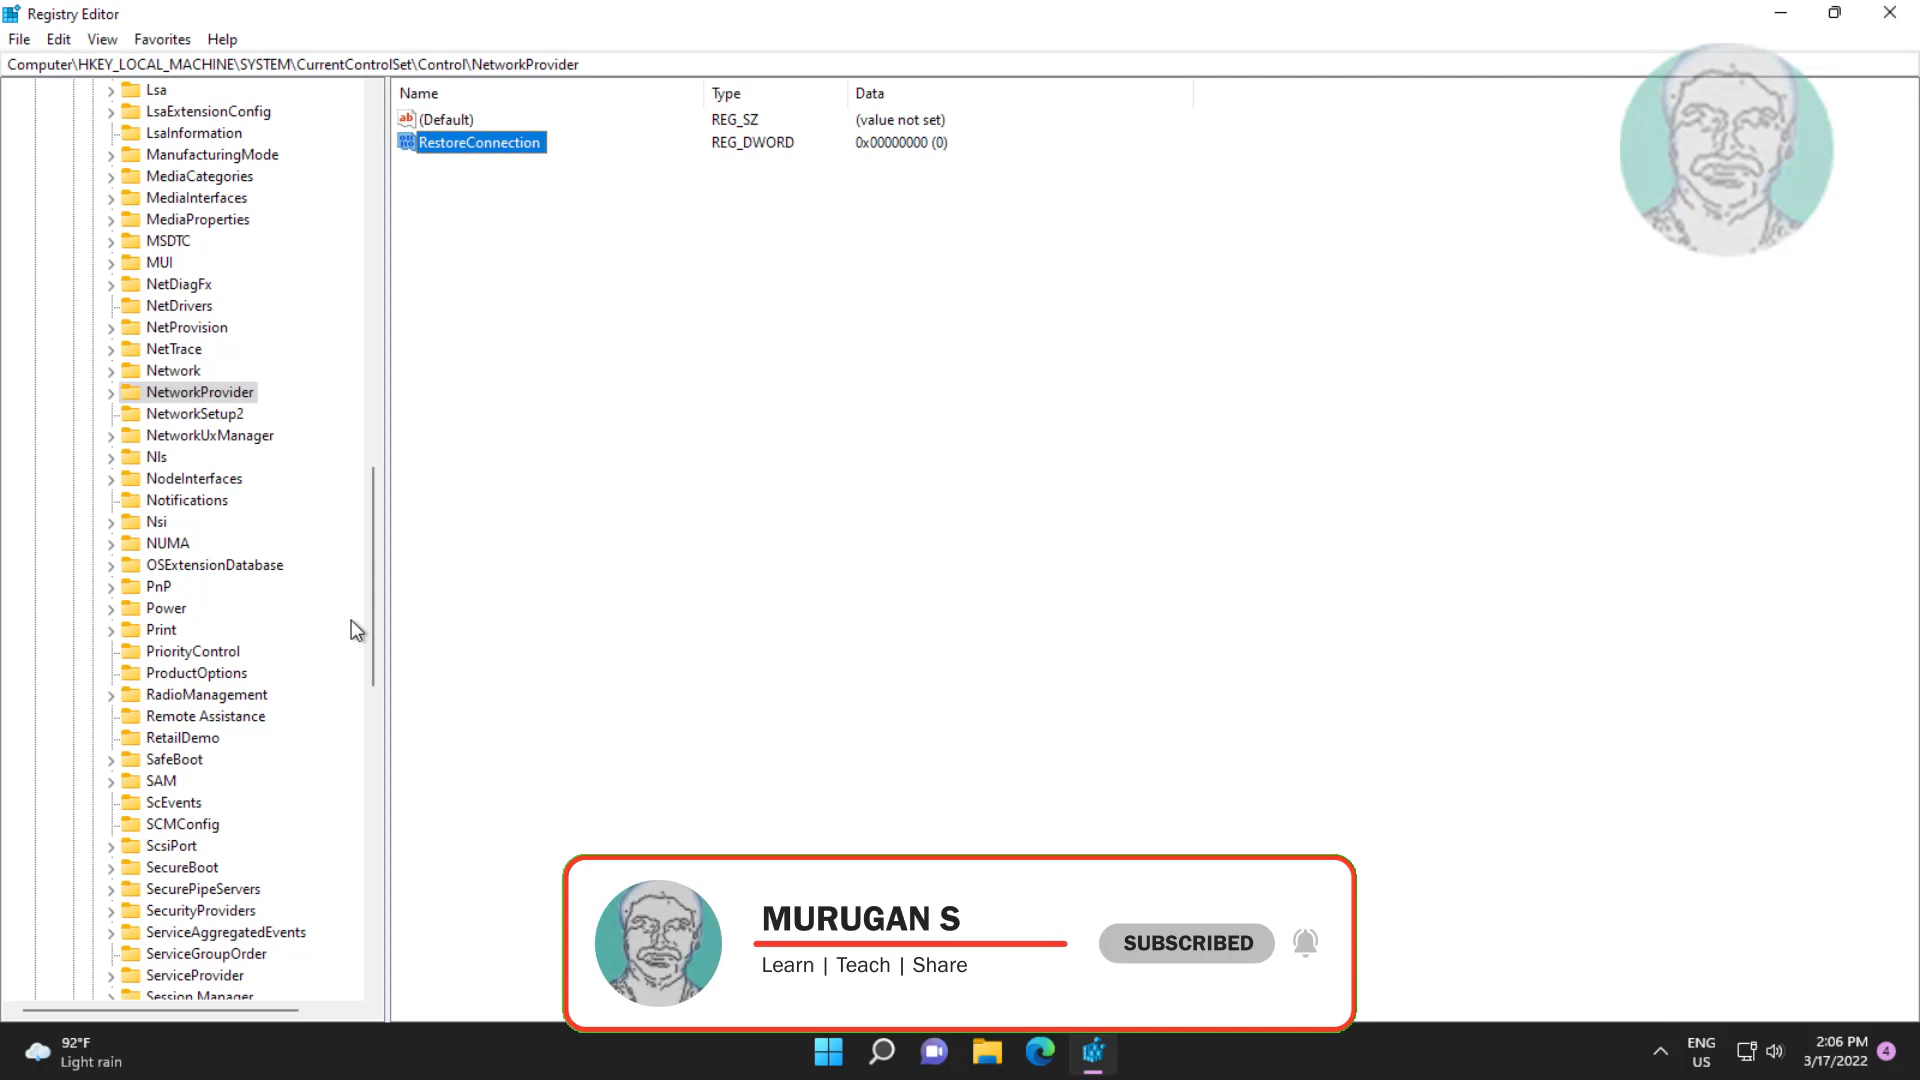 Registry Editor
File Edit View Favorites Help
Computer\HKEY_LOCAL_MACHINE\SYSTEM\CurrentControlSet\Control\NetworkProvider
Lsa
LsaExtensionConfig
LsaInformation
ManufacturingMode
MediaCategories
MediaInterfaces
MediaProperties
MSDTC
MUI
NetDiagFx
NetDrivers
NetProvision
NetTrace
Network
NetworkProvider
NetworkSetup2
NetworkUxManager
Nls
NodeInterfaces
Notifications
Nsi
NUMA
OSExtensionDatabase
PnP
Power
Print
PriorityControl
ProductOptions
RadioManagement
Remote Assistance
RetailDemo
SafeBoot
SAM
ScEvents
SCMConfig
ScsiPort
SecureBoot
SecurePipeServers
SecurityProviders
ServiceAggregatedEvents
ServiceGroupOrder
ServiceProvider
Session Manager
Name Type Data
(Default) REG_SZ (value not set)
RestoreConnection REG_DWORD 0x00000000 (0)
MURUGAN S
Learn | Teach | Share
SUBSCRIBED
92°F
Light rain
ENG
US
2:06 PM
3/17/2022
4